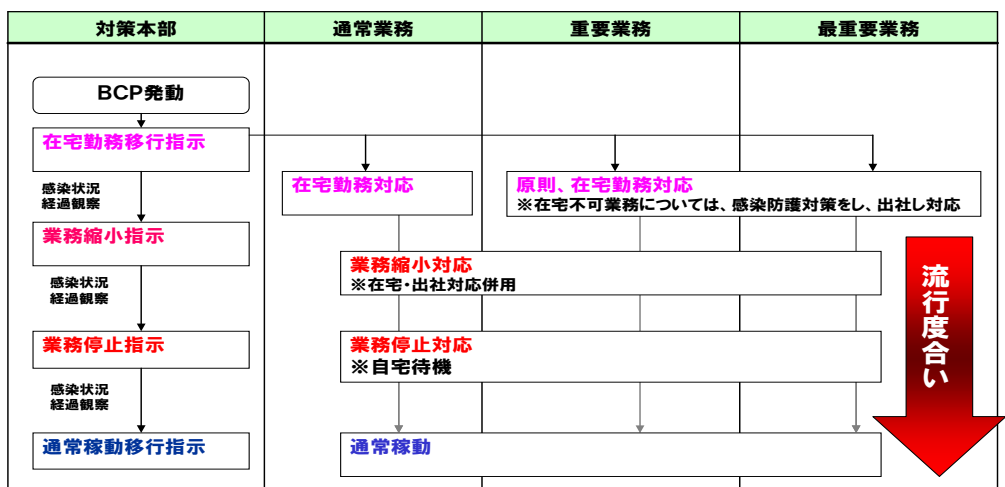 対策本部
通常業務
重要業務
最重要業務
BCP発動
在宅勤務移行指示
感染状況
経過観察
在宅勤務対応
原則、在宅勤務対応
※在宅不可業務については、感染防護対策をし、出社し対応
業務縮小指示
業務縮小対応
※在宅・出社対応併用
感染状況
経過観察
業務停止指示
業務停止対応
※自宅待機
感染状況
経過観察
通常稼動移行指示
通常稼動
流行度合い